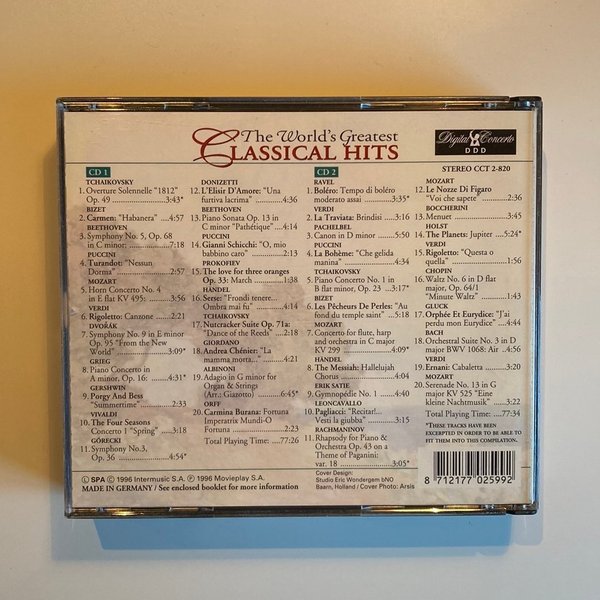 The World's Greatest
CLASSICAL HITS
Digital Concerto
DDD
STEREO CCT 2-820
CD 1
TCHAIKOVSKY
1. Overture Solennelle "1812"
Op. 49 ....3:43*
BIZET
2. Carmen: "Habanera" ...4:57
BEETHOVEN
3. Symphony No. 5, Op. 68
in C minor: ....7:18
PUCCINI
4. Turandot: "Nessun
Dorma" ....2:57
MOZART
5. Horn Concerto No. 4
in E flat KV 495: ....3:56
VERDI
6. Rigoletto: Canzone ....2:01
DVOŘÁK
7. Symphony No. 9 in E minor
Op. 95 "From the New
World" ....4:09*
GRIEG
8. Piano Concerto in
A minor, Op. 16: ....4:31*
GERSHWIN
9. Porgy And Bess
"Summertime" ....2:33
VIVALDI
10. The Four Seasons
Concerto 1 "Spring" ....3:18
GÓRECKI
11. Symphony No.3,
Op. 36 ....4:54*
DONIZETTI
12. L'Elisir D'Amore: "Una
furtiva lacrima" ....4:36
BEETHOVEN
13. Piano Sonata Op. 13 in
C minor "Pathétique" ....4:14
PUCCINI
14. Gianni Schicchi: "O, mio
babbino caro" ....2:13
PROKOFIEV
15. The love for three oranges
Op. 33: March ....1:38
HÄNDEL
16. Serse: "Frondi tenere...
Ombra mai fu" ....4:14
TCHAIKOVSKY
17. Nutcracker Suite Op. 71a:
"Dance of the Reeds" ....2:18
GIORDANO
18. Andrea Chénier: "La
mamma morta..." ....4:21
ALBINONI
19. Adagio in G minor for
Organ & Strings
(Arr.: Giazotto) ....6:45*
ORFF
20. Carmina Burana: Fortuna
Imperatrix Mundi-O
Fortuna ....2:23
Total Playing Time: ....77:26
CD 2
RAVEL
1. Boléro: Tempo di boléro
moderato assai ....3:35*
VERDI
2. La Traviata: Brindisi ....3:16
PACHELBEL
3. Canon in D minor ....5:50
PUCCINI
4. La Bohème: "Che gelida
manina" ....4:34
TCHAIKOVSKY
5. Piano Concerto No. 1 in
B flat minor, Op. 23 ....3:17*
BIZET
6. Les Pêcheurs De Perles: "Au
fond du temple saint" ....5:18
MOZART
7. Concerto for flute, harp
and orchestra in C major
KV 299 ....4:09*
HÄNDEL
8. The Messiah: Hallelujah
Chorus ....4:04
ERIK SATIE
9. Gymnopédie No. 1 ....4:40
LEONCAVALLO
10. Pagliacci: "Recitar!...
Vesti la giubba" ....3:15
RACHMANINOV
11. Rhapsody for Piano &
Orchestra Op. 43 on a
Theme of Paganini:
var. 18 ....3:05*
MOZART
12. Le Nozze Di Figaro
"Voi che sapete" ....2:36
BOCCHERINI
13. Menuet ....3:45
HOLST
14. The Planets: Jupiter ....5:24*
VERDI
15. Rigoletto: "Questa o
quella" ....1:56
CHOPIN
16. Waltz No. 6 in D flat
major, Op. 64/1
"Minute Waltz" ....1:43
GLUCK
17. Orphée Et Eurydice: "J'ai
perdu mon Eurydice" ....4:08
BACH
18. Orchestral Suite No. 3 in D
major BWV 1068: Air ....4:56
VERDI
19. Ernani: Cabaletta ....3:20
MOZART
20. Serenade No. 13 in G
major KV 525 "Eine
kleine Nachtmusik" ....3:22
Total Playing Time: ....77:34
*THESE TRACKS HAVE BEEN
EXCERPTED IN ORDER TO BE ABLE TO
FIT THEM INTO THIS COMPILATION.
Ⓛ SPA Ⓒ 1996 Intermusic S.A. Ⓟ 1996 Movieplay S.A.
MADE IN GERMANY / See enclosed booklet for more information
Cover Design:
Studio Eric Wondergem bNO
Baarn, Holland / Cover Photo: Arsis
8 712177 025992